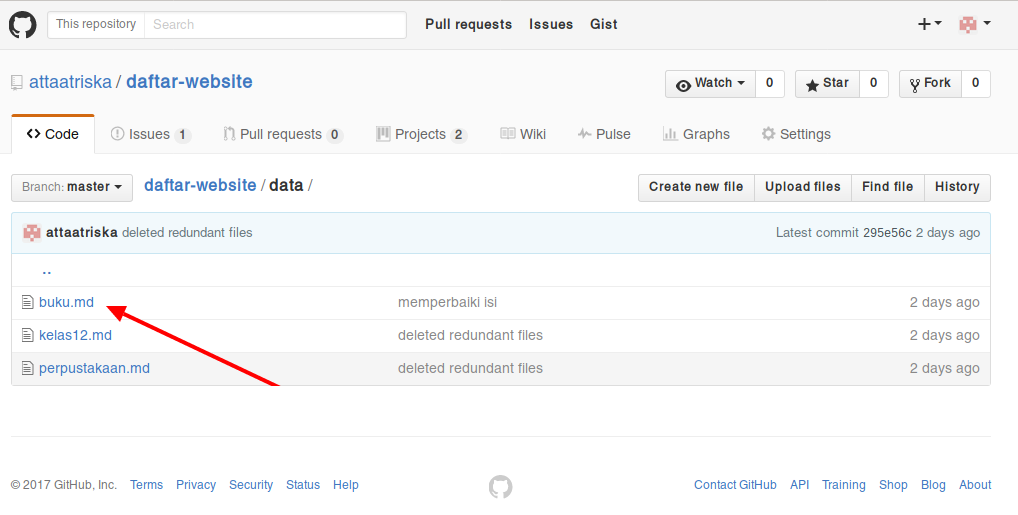 This repository Search Pull requests Issues Gist
attaatriska / daftar-website Watch 0 Star 0 Fork 0
Code Issues 1 Pull requests 0 Projects 2 Wiki Pulse Graphs Settings
Branch: master daftar-website / data / Create new file Upload files Find file History
attaatriska deleted redundant files Latest commit 295e56c 2 days ago
..
buku.md memperbaiki isi 2 days ago
kelas12.md deleted redundant files 2 days ago
perpustakaan.md deleted redundant files 2 days ago
© 2017 GitHub, Inc. Terms Privacy Security Status Help Contact GitHub API Training Shop Blog About